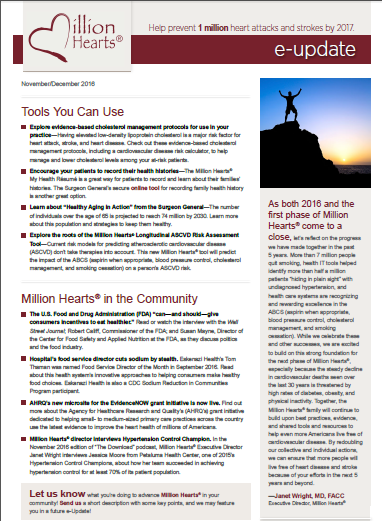 Million
Hearts®
Help prevent 1 million heart attacks and strokes by 2017.
e-update
November/December 2016
Tools You Can Use
Explore evidence-based cholesterol management protocols for use in your
practice—Having elevated low-density lipoprotein cholesterol is a major risk factor for
heart attack, stroke, and heart disease. Check out these evidence-based cholesterol
management protocols, including a cardiovascular disease risk calculator, to help
manage and lower cholesterol levels among your at-risk patients.
Encourage your patients to record their health histories—The Million Hearts®
My Health Résumé is a great way for patients to record and learn about their families'
histories. The Surgeon General's secure online tool for recording family health history
is another great option.
Learn about "Healthy Aging in Action" from the Surgeon General—The number
of individuals over the age of 65 is projected to reach 74 million by 2030. Learn more
about this population and strategies to keep them healthy.
Explore the roots of the Million Hearts® Longitudinal ASCVD Risk Assessment
Tool—Current risk models for predicting atherosclerotic cardiovascular disease
(ASCVD) don't take therapies into account. This new Million Hearts® tool will predict
the impact of the ABCS (aspirin when appropriate, blood pressure control, cholesterol
management, and smoking cessation) on a person's ASCVD risk.
Million Hearts® in the Community
The U.S. Food and Drug Administration (FDA) "can—and should—give
consumers incentives to eat healthier." Read or watch the interview with the Wall
Street Journal; Robert Califf, Commissioner of the FDA; and Susan Mayne, Director
of the Center for Food Safety and Applied Nutrition at the FDA, as they discuss politics
and the food industry.
Hospital's food service director cuts sodium by stealth. Eskenazi Health's Tom
Thaman was named Food Service Director of the Month in September 2016. Read
about this health system's innovative approaches to helping consumers make healthy
food choices. Eskenazi Health is also a CDC Sodium Reduction in Communities
Program participant.
AHRQ's new microsite for the EvidenceNOW grant initiative is now live. Find out
more about the Agency for Healthcare Research and Quality's (AHRQ's) grant initiative
dedicated to helping small- to medium-sized primary care practices across the country
use the latest evidence to improve the heart health of millions of Americans.
Million Hearts® director interviews Hypertension Control Champion. In the
November 2016 edition of "The Download" podcast, Million Hearts® Executive Director
Janet Wright interviews Jessica Moore from Petaluma Health Center, one of 2015's
Hypertension Control Champions, about how her team succeeded in achieving
hypertension control for at least 70% of its patient population.
Let us know what you're doing to advance Million Hearts® in your
community! Send us a short description with some key points, and we may feature
you in a future e-Update!
As both 2016 and the
first phase of Million
Hearts® come to a
close, let's reflect on the progress
we have made together in the past
5 years. More than 7 million people
quit smoking, health IT tools helped
identify more than half a million
patients "hiding in plain sight" with
undiagnosed hypertension, and
health care systems are recognizing
and rewarding excellence in the
ABCS (aspirin when appropriate,
blood pressure control, cholesterol
management, and smoking
cessation). While we celebrate these
and other successes, we are excited
to build on this strong foundation for
the next phase of Million Hearts®,
especially because the steady decline
in cardiovascular deaths seen over
the last 30 years is threatened by
high rates of diabetes, obesity, and
physical inactivity. Together, the
Million Hearts® family will continue to
build upon best practices, evidence,
and shared tools and resources to
help even more Americans live free of
cardiovascular disease. By redoubling
our collective and individual actions,
we can ensure that more people will
live free of heart disease and stroke
because of your efforts in the next 5
years and beyond.
—Janet Wright, MD, FACC
Executive Director, Million Hearts®